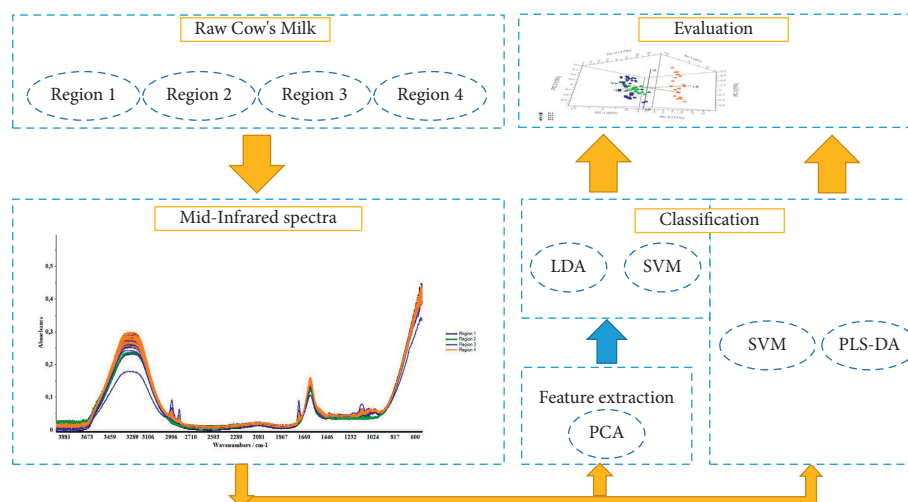 Raw Cow's Milk
Region 1
Region 2
Region 3
Region 4
Evaluation
Mid-Infrared spectra
Absorbance
0,5
0,4
0,3
0,2
0,1
0
Region 1
Region 2
Region 3
Region 4
3881 3673 3459 3289 3106 2996 2710 2503 2289 2081 1867 1660 1446 1232 1024 817 600
Wavenumbers / cm-1
Classification
LDA
SVM
SVM
PLS-DA
Feature extraction
PCA